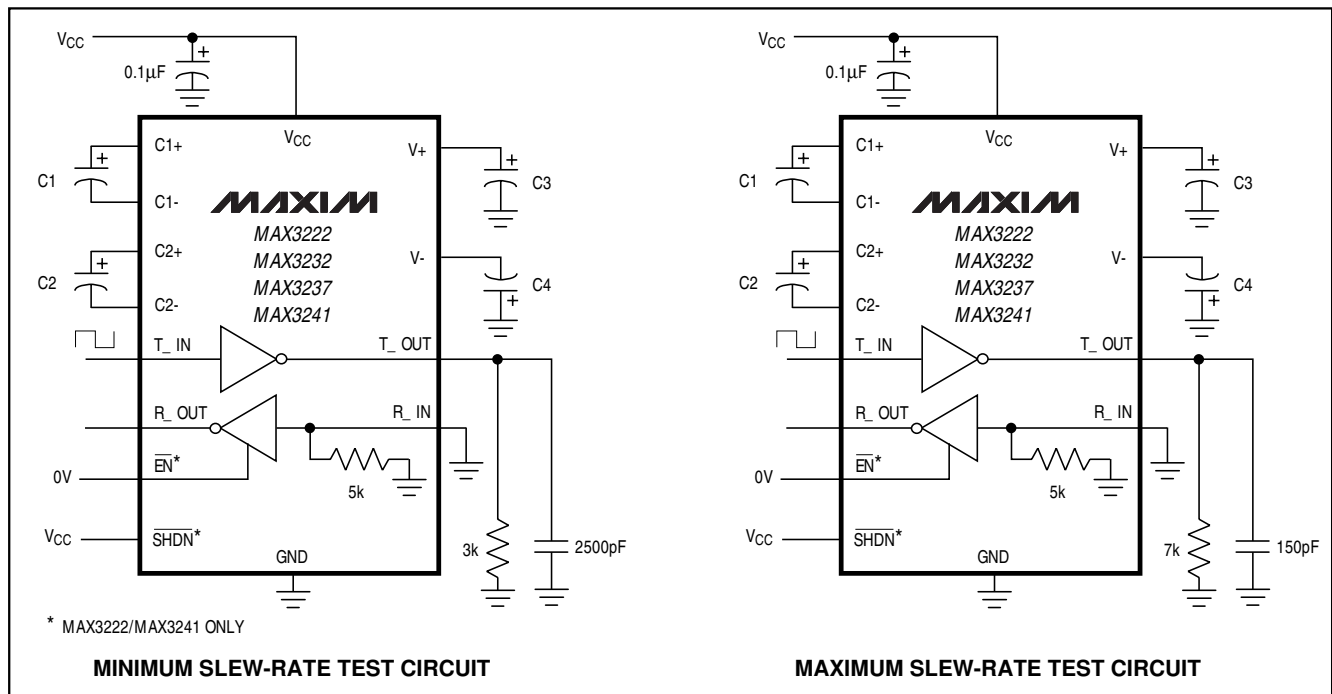 VCC
+
0.1μF
VCC
C1+
V+
+
C1
+
C3
C1-
MAXIM
MAX3222
C2+
MAX3232
V-
+
C2
MAX3237
C4
C2-
+
MAX3241
T_ IN
T_ OUT
R_ OUT
R_ IN
EN*
0V
5k
VCC
SHDN*
3k
2500pF
GND
* MAX3222/MAX3241 ONLY
MINIMUM SLEW-RATE TEST CIRCUIT
VCC
+
0.1μF
VCC
C1+
V+
+
C1
+
C3
C1-
MAXIM
MAX3222
C2+
MAX3232
V-
+
C2
MAX3237
C4
C2-
+
MAX3241
T_ IN
T_ OUT
R_ OUT
R_ IN
EN*
0V
5k
VCC
SHDN*
7k
150pF
GND
MAXIMUM SLEW-RATE TEST CIRCUIT